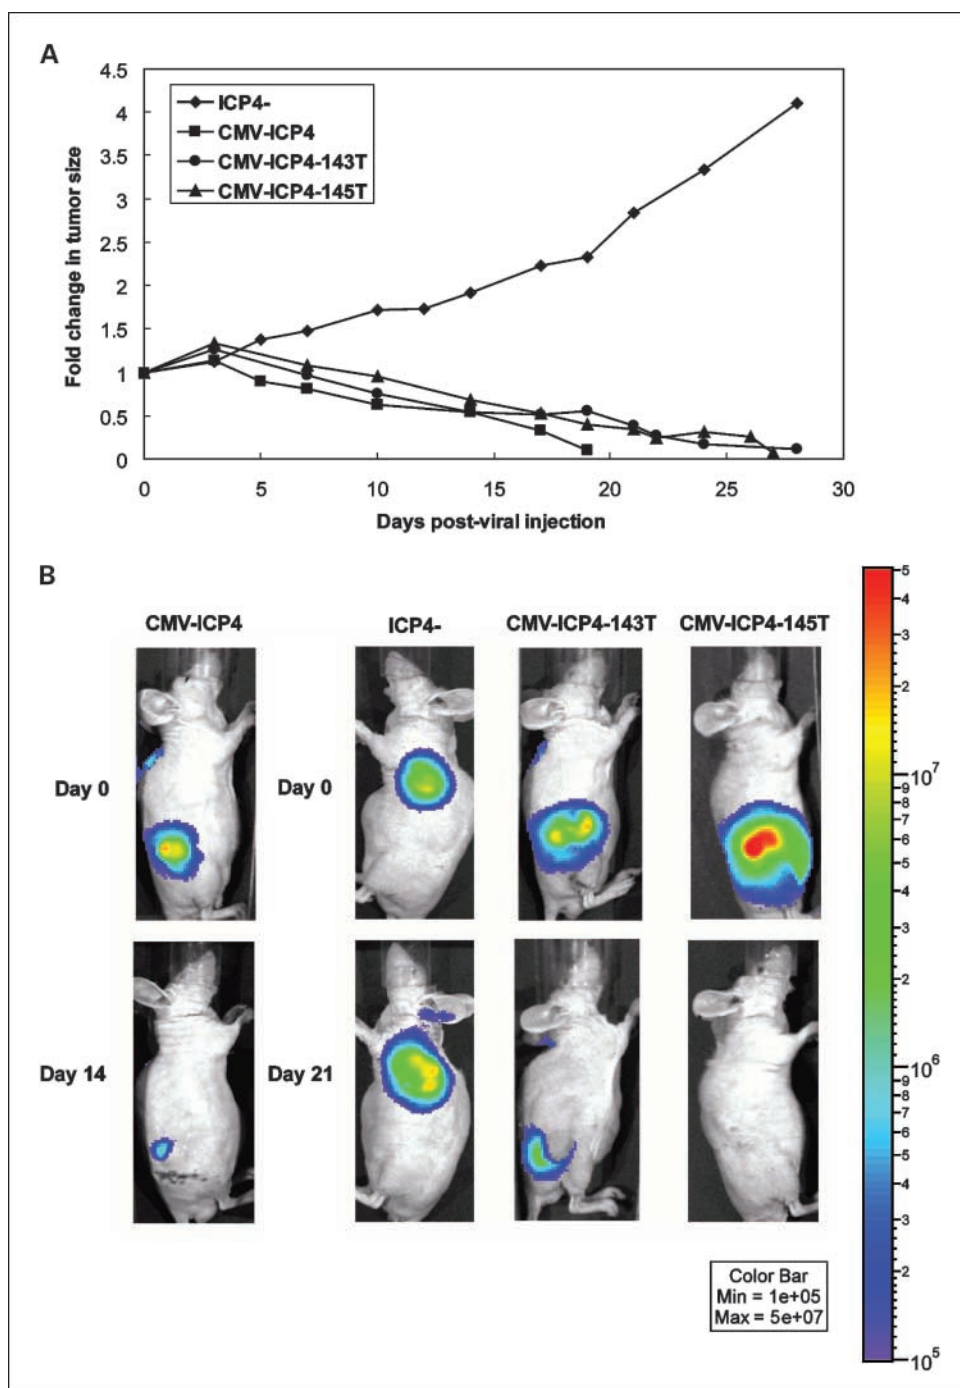 A
4.5
4
3.5
3
2.5
2
1.5
1
0.5
0
Fold change in tumor size
ICP4-
CMV-ICP4
CMV-ICP4-143T
CMV-ICP4-145T
0 5 10 15 20 25 30
Days post-viral injection
B
CMV-ICP4 ICP4- CMV-ICP4-143T CMV-ICP4-145T
Day 0 Day 0
Day 14 Day 21
5
4
3
2
10^7
9
8
7
6
5
4
3
2
10^6
9
8
7
6
5
4
3
2
10^5
Color Bar
Min = 1e+05
Max = 5e+07